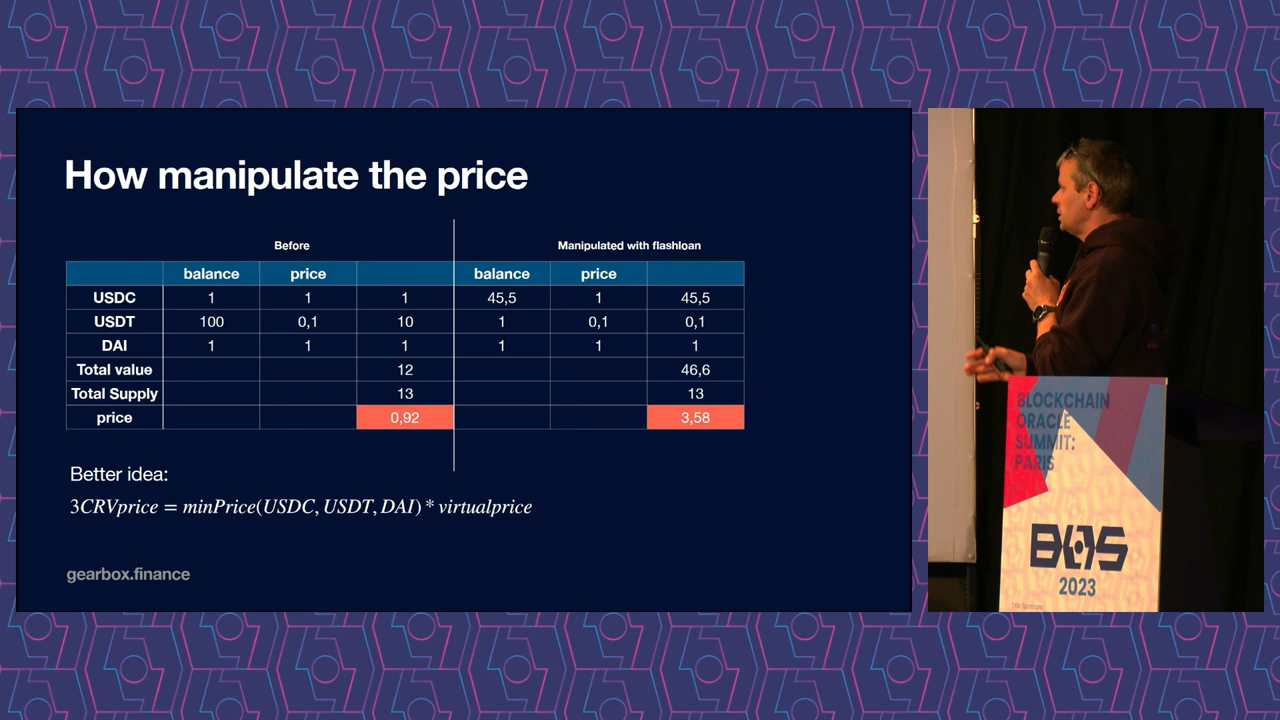 How manipulate the price
Before Manipulated with flashloan
balance price balance price
USDC 1 1 1 45,5 1 45,5
USDT 100 0,1 10 1 0,1 0,1
DAI 1 1 1 1 1 1
Total value 12 46,6
Total Supply 13 13
price 0,92 3,58
Better idea:
3CRVprice = minPrice(USDC, USDT, DAI) * virtualprice
gearbox.finance
BLOCKCHAIN
ORACLE
SUMMIT:
PARIS
BOS
2023
Title Sponsors